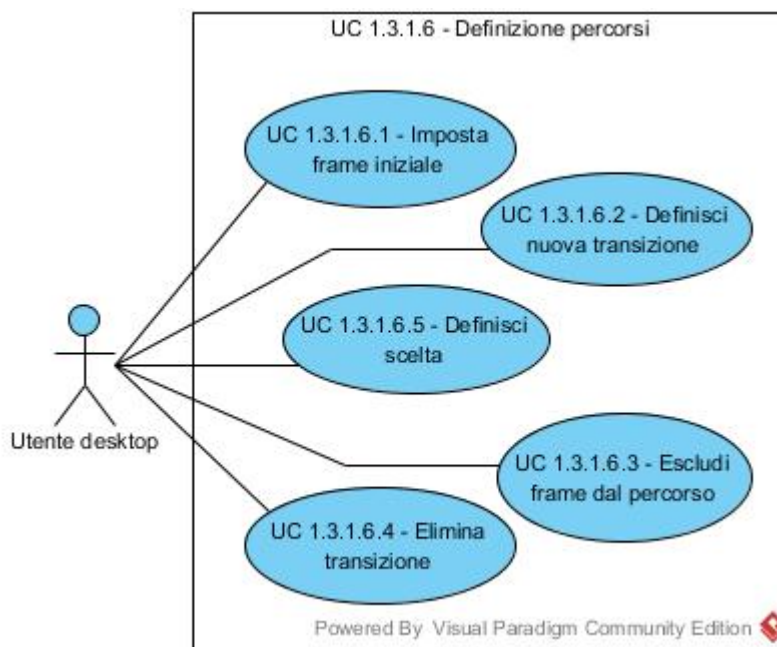 UC 1.3.1.6 - Definizione percorsi
UC 1.3.1.6.1 - Imposta
frame iniziale
UC 1.3.1.6.2 - Definisci
nuova transizione
UC 1.3.1.6.5 - Definisci
scelta
Utente desktop
UC 1.3.1.6.3 - Escludi
frame dal percorso
UC 1.3.1.6.4 - Elimina
transizione
Powered By Visual Paradigm Community Edition